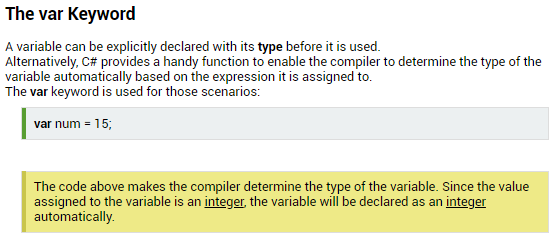 The var Keyword
A variable can be explicitly declared with its type before it is used.
Alternatively, C# provides a handy function to enable the compiler to determine the type of the
variable automatically based on the expression it is assigned to.
The var keyword is used for those scenarios:
var num = 15;
The code above makes the compiler determine the type of the variable. Since the value
assigned to the variable is an integer, the variable will be declared as an integer
automatically.